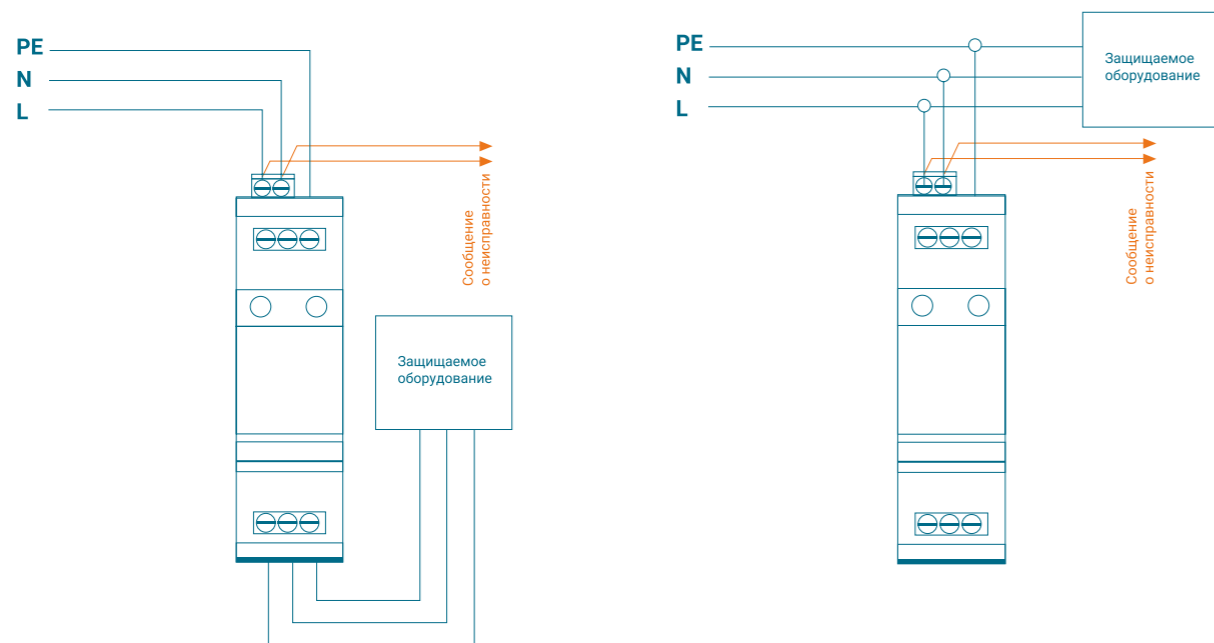 PE
N
L
Сообщение
о неисправности
Защищаемое
оборудование
PE
N
L
Защищаемое
оборудование
Сообщение
о неисправности